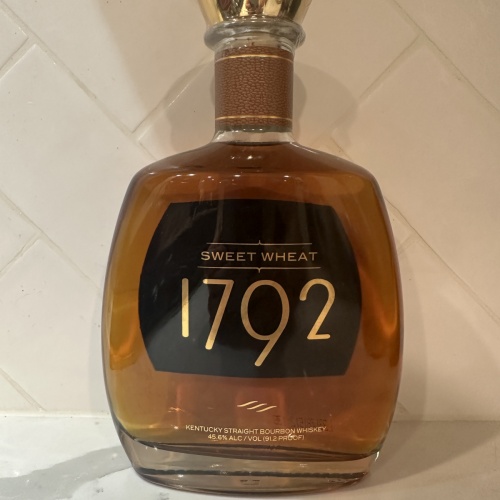 SWEET WHEAT
1792
KENTUCKY STRAIGHT BOURBON WHISKEY
45.6% ALC / VOL (91.2 PROOF)